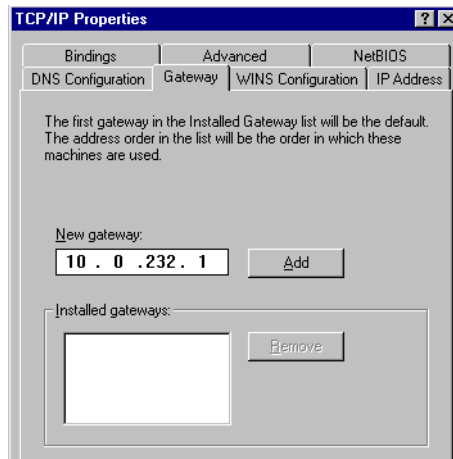 TCP/IP Properties
? ×
Bindings Advanced NetBIOS
DNS Configuration Gateway WINS Configuration IP Address
The first gateway in the Installed Gateway list will be the default.
The address order in the list will be the order in which these
machines are used.
New gateway:
10 . 0 .232. 1 Add
Installed gateways:
Remove